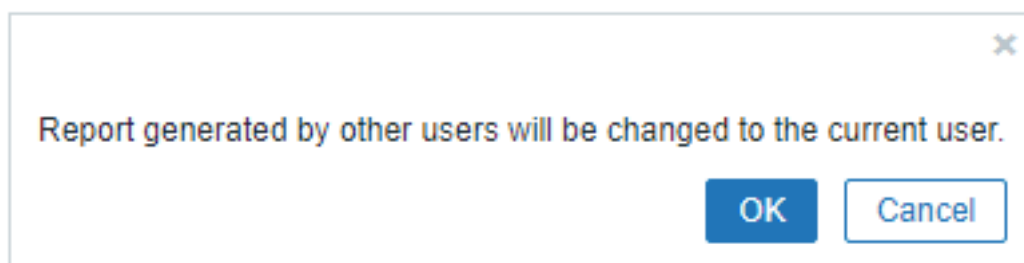 Report generated by other users will be changed to the current user.
OK Cancel